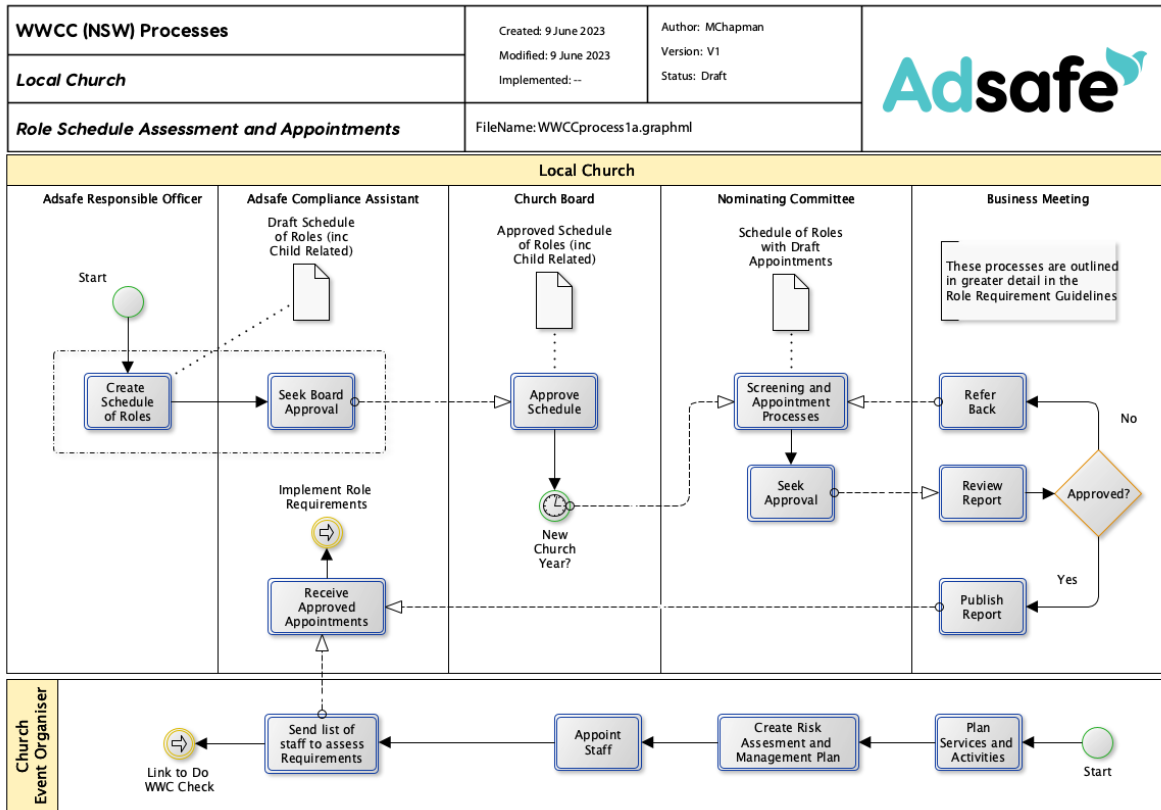 WWCC (NSW) Processes
Local Church
Role Schedule Assessment and Appointments
Created: 9 June 2023
Modified: 9 June 2023
Implemented: --
Author: MChapman
Version: V1
Status: Draft
FileName: WWCCprocess1a.graphml
Adsafe
Local Church
Adsafe Responsible Officer
Adsafe Compliance Assistant
Church Board
Nominating Committee
Business Meeting
Draft Schedule
of Roles (inc
Child Related)
Approved Schedule
of Roles (inc
Child Related)
Schedule of Roles
with Draft
Appointments
These processes are outlined
in greater detail in the
Role Requirement Guidelines
Start
Create
Schedule
of Roles
Seek Board
Approval
Approve
Schedule
Screening and
Appointment
Processes
Refer
Back
No
Implement Role
Requirements
New
Church
Year?
Seek
Approval
Review
Report
Approved?
Yes
Receive
Approved
Appointments
Publish
Report
Church
Event Organiser
Link to Do
WWC Check
Send list of
staff to assess
Requirements
Appoint
Staff
Create Risk
Assesment and
Management Plan
Plan
Services and
Activities
Start